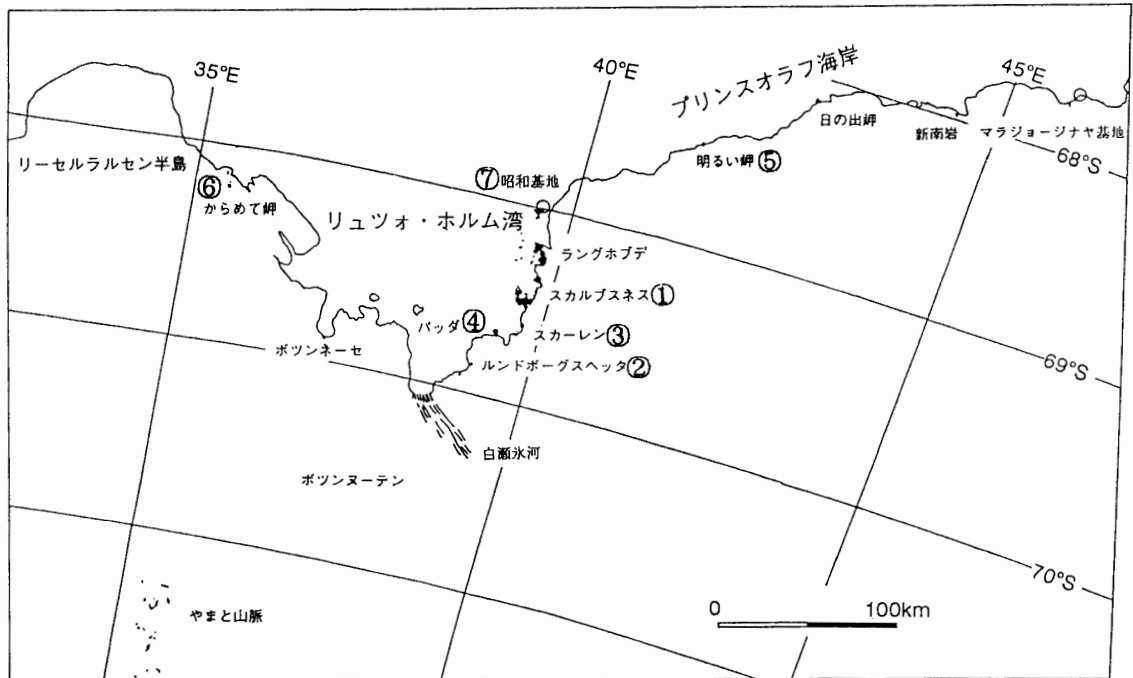 35°E
40°E
45°E
プリンスオラフ海岸
日の出岬
新南岩
マラジョージナヤ基地
68°S
明るい岬⑤
リーセルラルセン半島
⑥
からめて岬
⑦昭和基地
リュツォ・ホルム湾
ラングホブデ
スカルブスネス①
パッダ④
スカーレン③
ボツンネーセ
ルンドボーグスヘッタ②
69°S
白瀬氷河
ボツンヌーテン
70°S
やまと山脈
0 100km